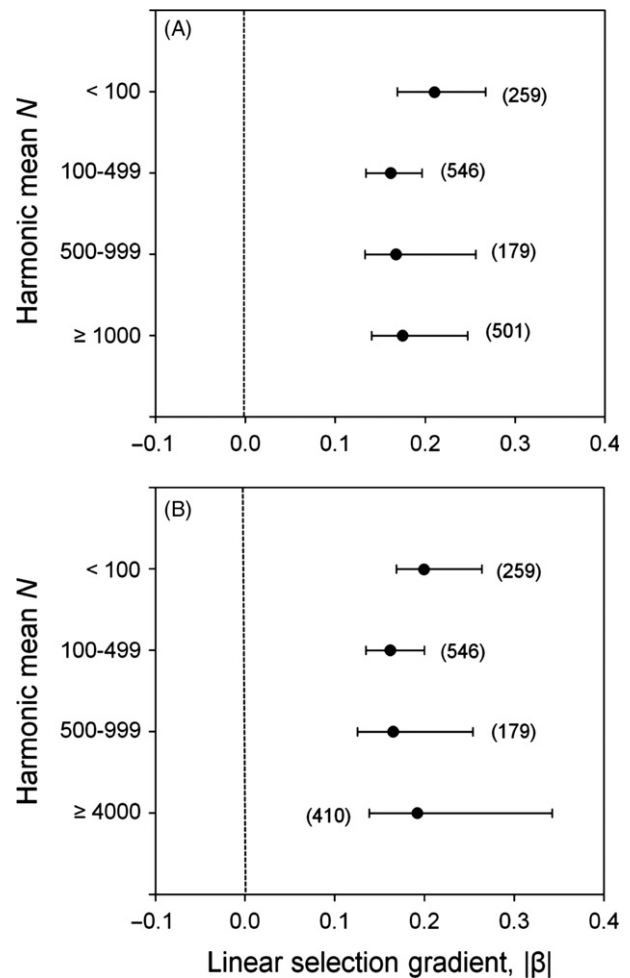 (A)
Harmonic mean N
< 100
(259)
100-499
(546)
500-999
(179)
≥ 1000
(501)
–0.1 0.0 0.1 0.2 0.3 0.4
(B)
Harmonic mean N
< 100
(259)
100-499
(546)
500-999
(179)
≥ 4000
(410)
–0.1 0.0 0.1 0.2 0.3 0.4
Linear selection gradient, |β|